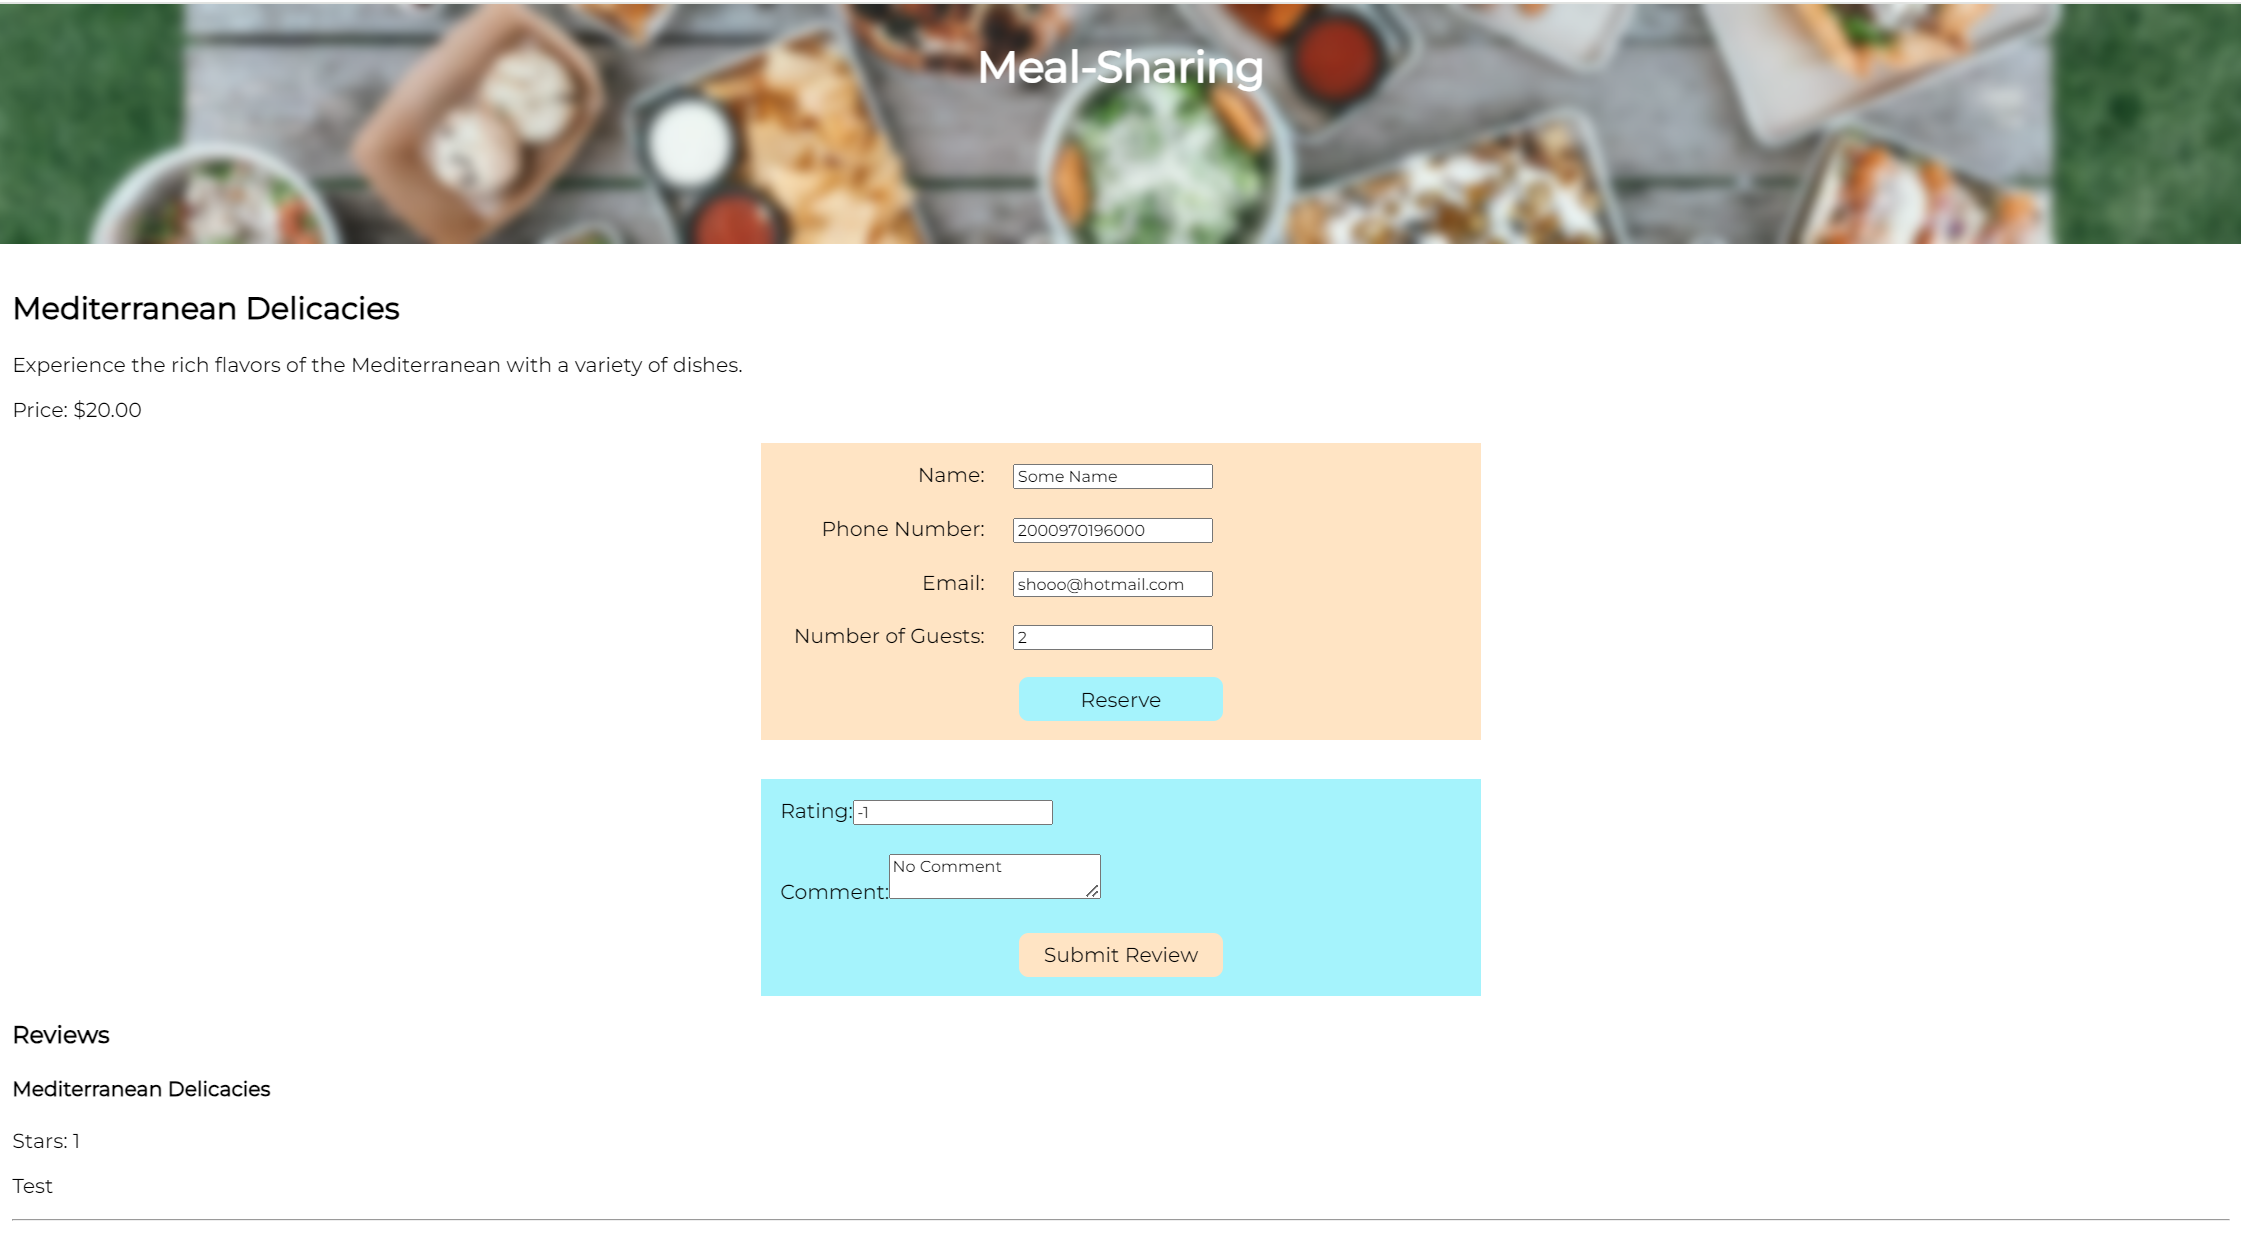 Meal-Sharing
Mediterranean Delicacies
Experience the rich flavors of the Mediterranean with a variety of dishes.
Price: $20.00
Name: Some Name
Phone Number: 2000970196000
Email: shooo@hotmail.com
Number of Guests: 2
Reserve
Rating: -1
Comment: No Comment
Submit Review
Reviews
Mediterranean Delicacies
Stars: 1
Test